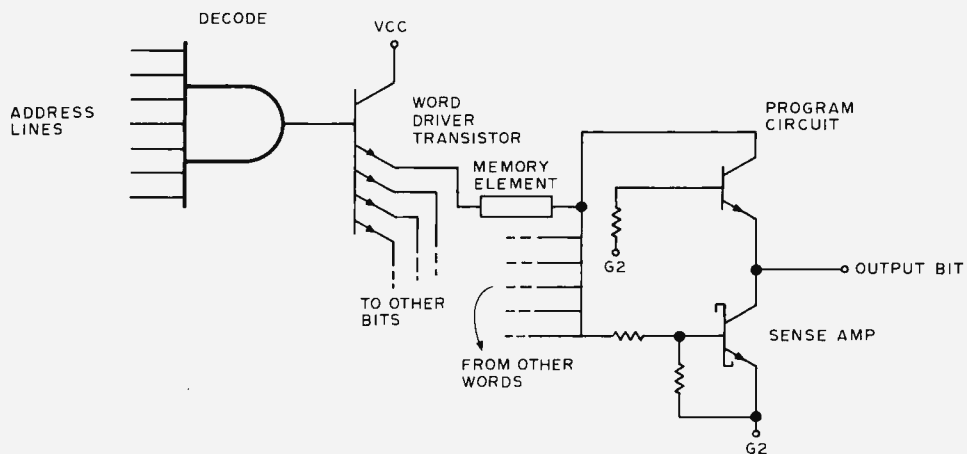 DECODE
VCC
ADDRESS
LINES
WORD
DRIVER
TRANSISTOR
MEMORY
ELEMENT
PROGRAM
CIRCUIT
G2
OUTPUT BIT
TO OTHER
BITS
SENSE AMP
FROM OTHER
WORDS
G2